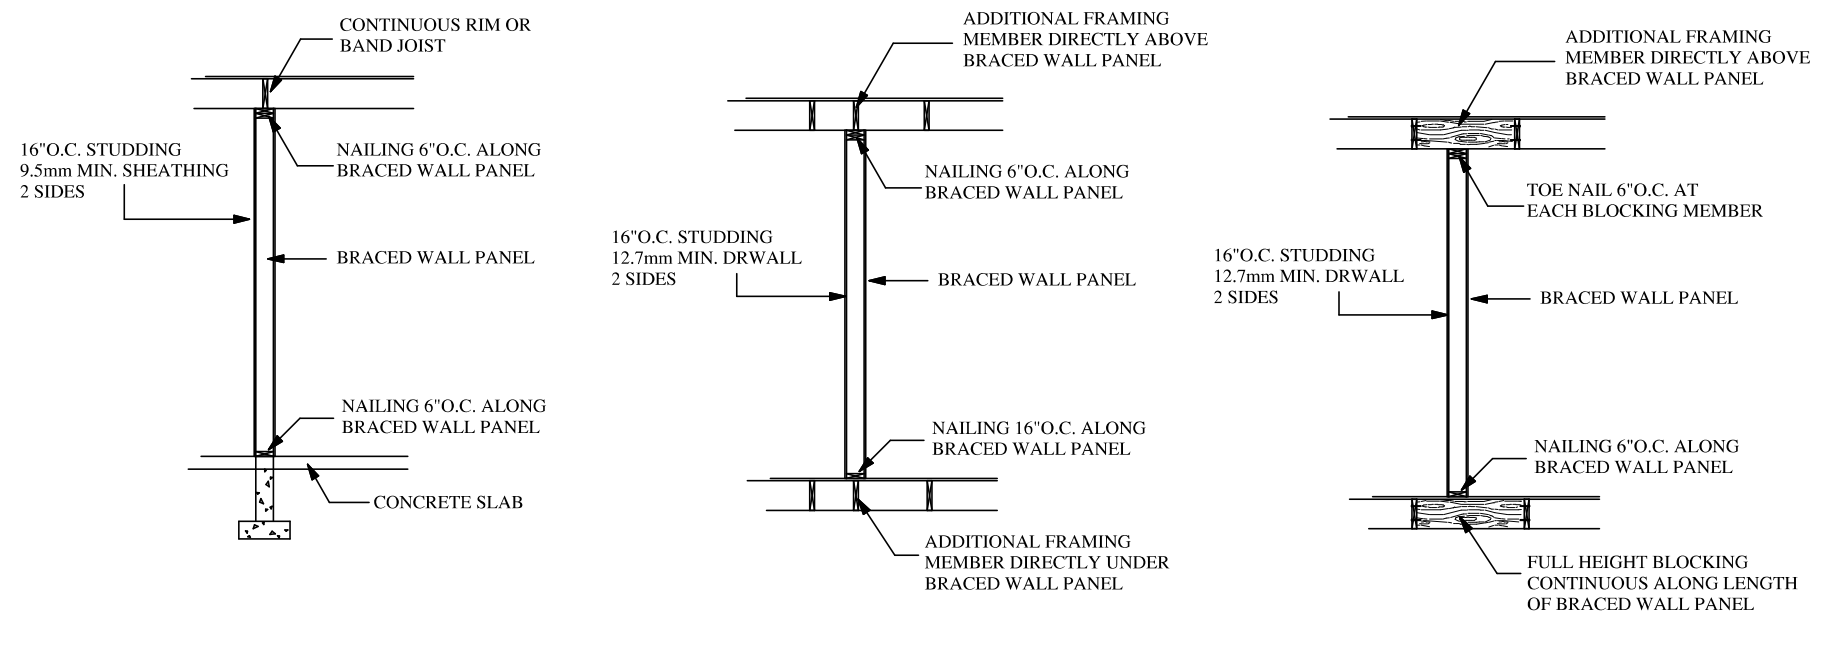 CONTINUOUS RIM OR
BAND JOIST
16"O.C. STUDDING
9.5mm MIN. SHEATHING
2 SIDES
NAILING 6"O.C. ALONG
BRACED WALL PANEL
BRACED WALL PANEL
NAILING 6"O.C. ALONG
BRACED WALL PANEL
CONCRETE SLAB
ADDITIONAL FRAMING
MEMBER DIRECTLY ABOVE
BRACED WALL PANEL
NAILING 6"O.C. ALONG
BRACED WALL PANEL
16"O.C. STUDDING
12.7mm MIN. DRWALL
2 SIDES
BRACED WALL PANEL
NAILING 16"O.C. ALONG
BRACED WALL PANEL
ADDITIONAL FRAMING
MEMBER DIRECTLY UNDER
BRACED WALL PANEL
ADDITIONAL FRAMING
MEMBER DIRECTLY ABOVE
BRACED WALL PANEL
TOE NAIL 6"O.C. AT
EACH BLOCKING MEMBER
16"O.C. STUDDING
12.7mm MIN. DRWALL
2 SIDES
BRACED WALL PANEL
NAILING 6"O.C. ALONG
BRACED WALL PANEL
FULL HEIGHT BLOCKING
CONTINUOUS ALONG LENGTH
OF BRACED WALL PANEL